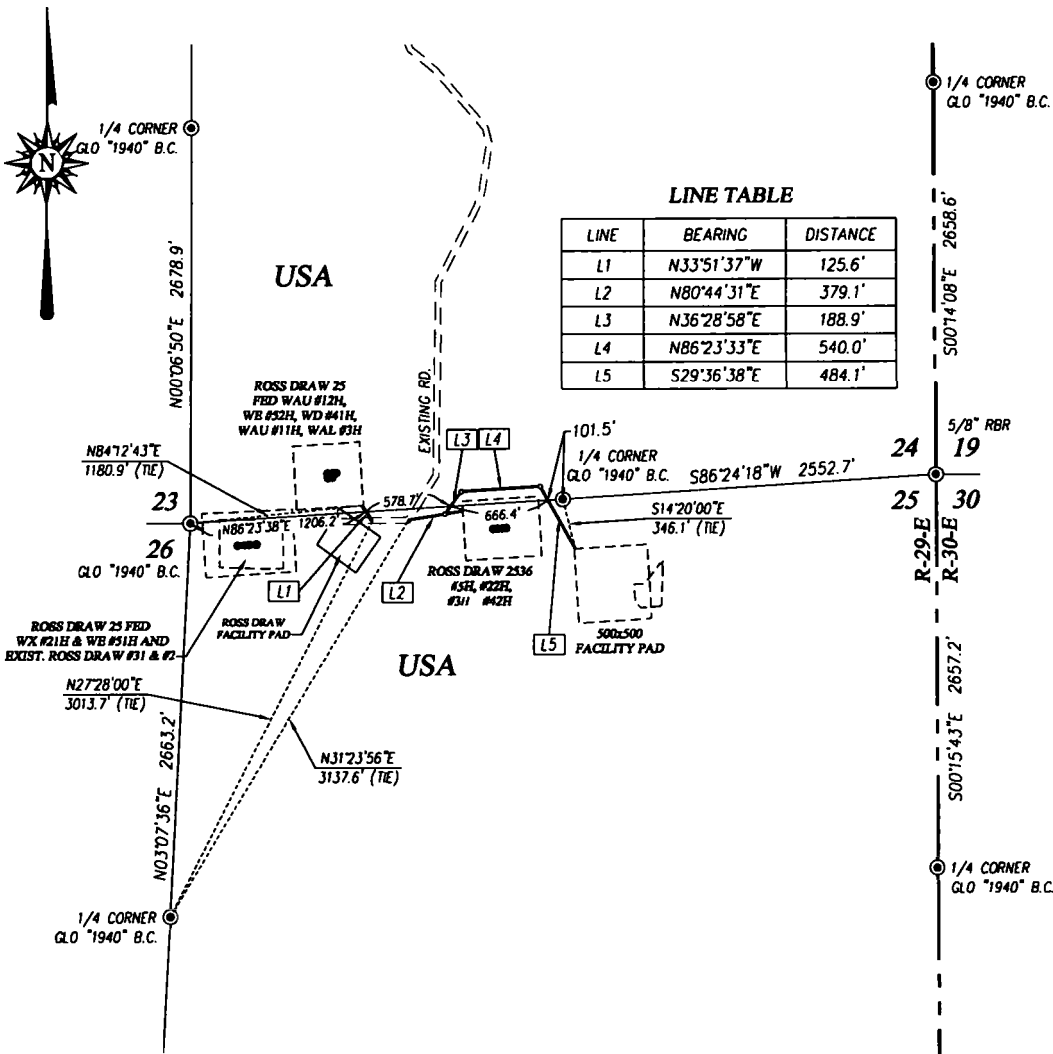 1/4 CORNER
GLO "1940" B.C.
1/4 CORNER
GLO "1940" B.C.
N
LINE TABLE
LINE BEARING DISTANCE
L1 N33°51'37"W 125.6'
L2 N80°44'31"E 379.1'
L3 N36°28'58"E 188.9'
L4 N86°23'33"E 540.0'
L5 S29°36'38"E 484.1'
USA
N00°06'50"E 2678.9'
S00°14'08"E 2658.6'
EXISTING RD.
ROSS DRAW 25
FED WAU #12H,
WE #52H, WD #41H,
WAU #11H, WAL #3H
N84°12'43"E
1180.9' (TIE)
L3
L4
101.5'
1/4 CORNER
GLO "1940" B.C.
S86°24'18"W 2552.7'
5/8" RBR
24 19
25 30
R-29-E
R-30-E
23
26
GLO "1940" B.C.
N86°23'38"E 1206.2'
578.1'
666.4'
S14°20'00"E
346.1' (TIE)
L1
ROSS DRAW
FACILITY PAD
L2
ROSS DRAW 2536
#5H, #22H,
#42H
L5
500x500
FACILITY PAD
ROSS DRAW 25 FED
WX #21H & WE #51H AND
EXIST. ROSS DRAW #31 & #2
USA
N27°28'00"E
3013.7' (TIE)
N31°23'56"E
3137.6' (TIE)
N03°07'36"E 2663.2'
S00°15'43"E 2657.2'
1/4 CORNER
GLO "1940" B.C.
1/4 CORNER
GLO "1940" B.C.